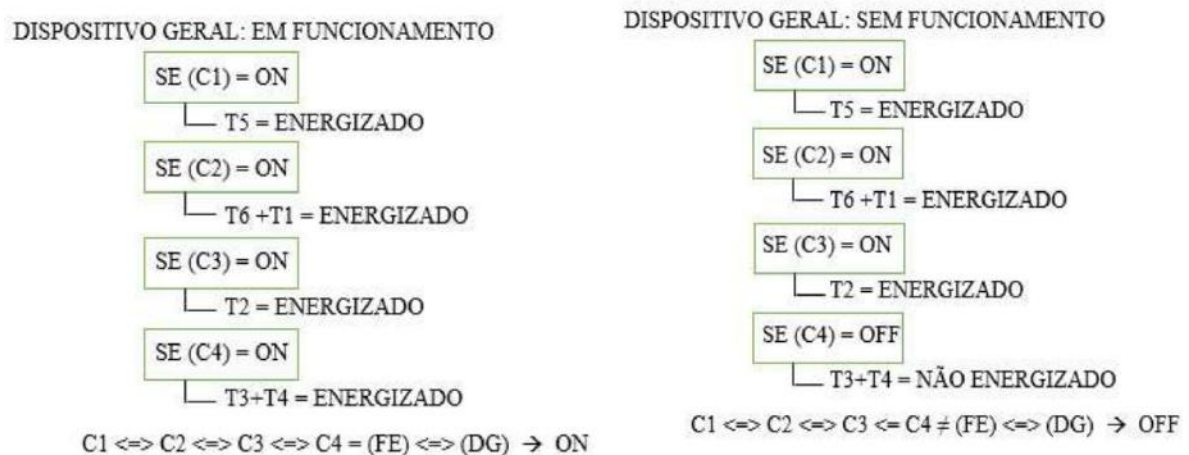 DISPOSITIVO GERAL: EM FUNCIONAMENTO
SE (C1) = ON
T5 = ENERGIZADO
SE (C2) = ON
T6 +T1 = ENERGIZADO
SE (C3) = ON
T2 = ENERGIZADO
SE (C4) = ON
T3+T4 = ENERGIZADO
C1 <=> C2 <=> C3 <=> C4 = (FE) <=> (DG) → ON
DISPOSITIVO GERAL: SEM FUNCIONAMENTO
SE (C1) = ON
T5 = ENERGIZADO
SE (C2) = ON
T6 +T1 = ENERGIZADO
SE (C3) = ON
T2 = ENERGIZADO
SE (C4) = OFF
T3+T4 = NÃO ENERGIZADO
C1 <=> C2 <=> C3 <= C4 ≠ (FE) <=> (DG) → OFF